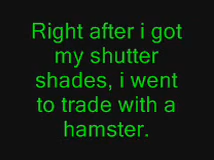 Right after i got
my shutter
shades, i went
to trade with a
hamster.